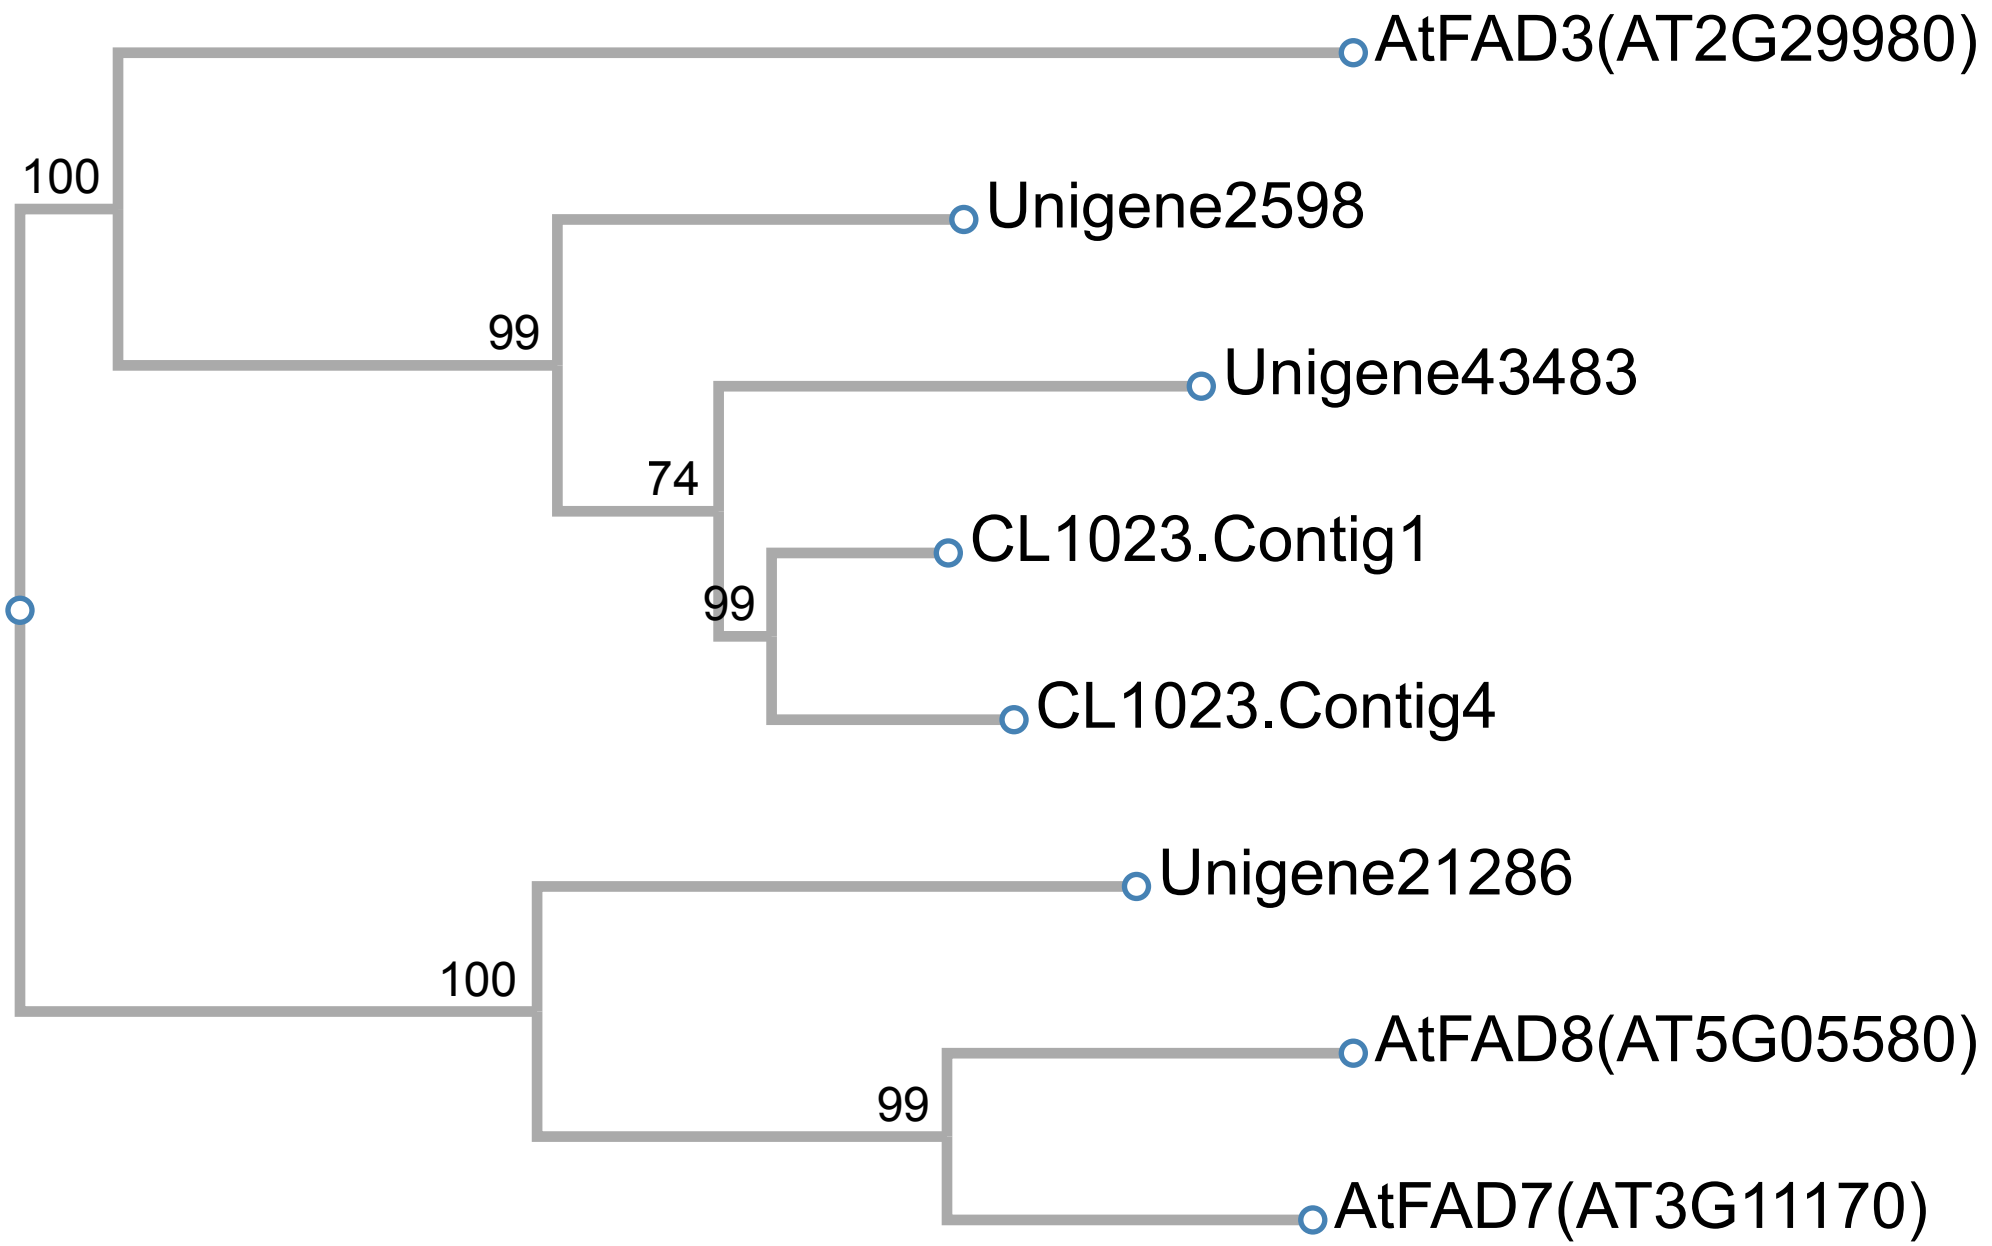 AtFAD3(AT2G29980)
100
Unigene2598
99
Unigene43483
74
CL1023.Contig1
99
CL1023.Contig4
Unigene21286
100
AtFAD8(AT5G05580)
99
AtFAD7(AT3G11170)